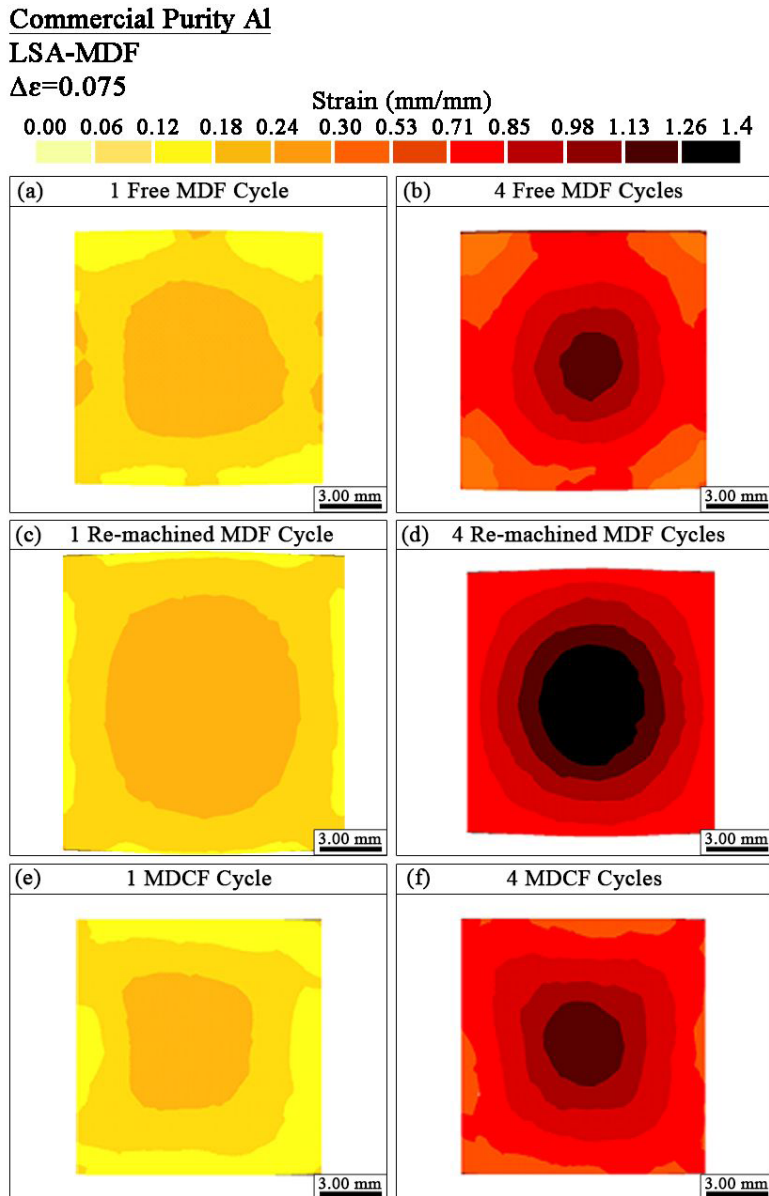 Commercial Purity Al
LSA-MDF
Δε=0.075
Strain (mm/mm)
0.00 0.06 0.12 0.18 0.24 0.30 0.53 0.71 0.85 0.98 1.13 1.26 1.4
(a) 1 Free MDF Cycle
(b) 4 Free MDF Cycles
3.00 mm
3.00 mm
(c) 1 Re-machined MDF Cycle
(d) 4 Re-machined MDF Cycles
3.00 mm
3.00 mm
(e) 1 MDCF Cycle
(f) 4 MDCF Cycles
3.00 mm
3.00 mm